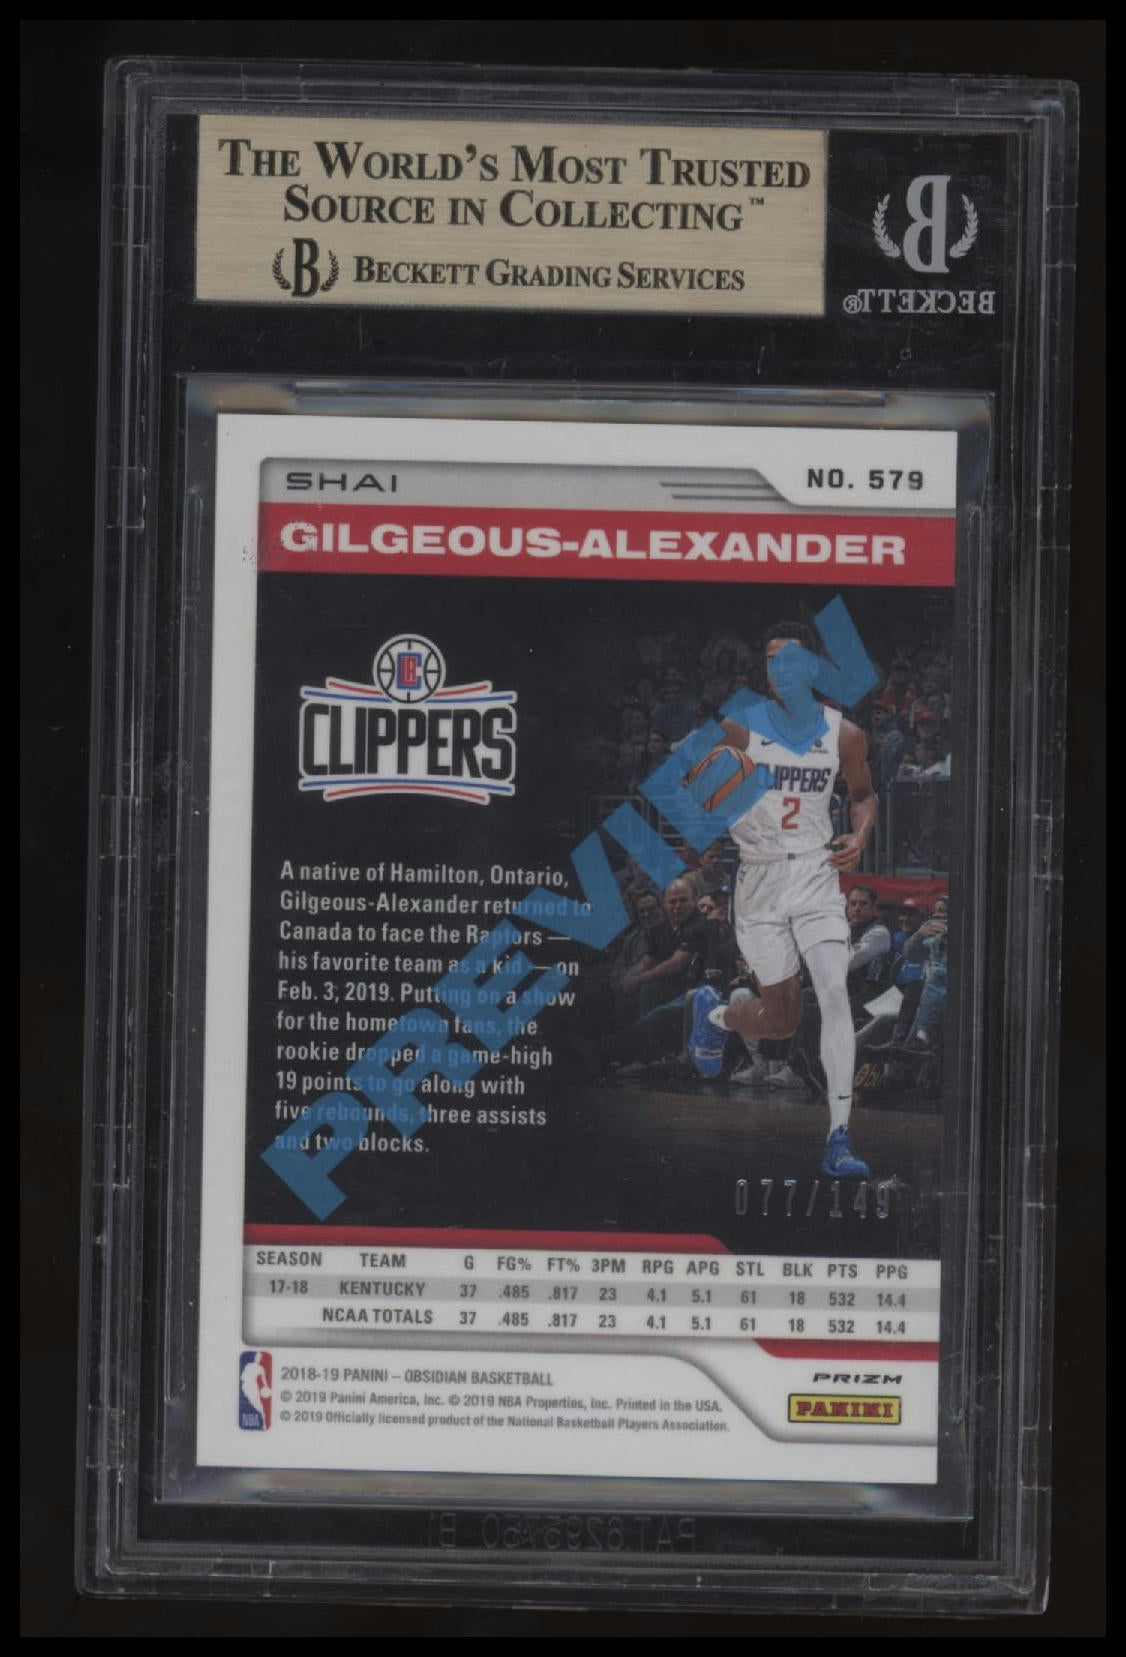 THE WORLD'S MOST TRUSTED
SOURCE IN COLLECTING™
B BECKETT GRADING SERVICES
B
BECKETT®
SHAI
NO. 579
GILGEOUS-ALEXANDER
CLIPPERS
CLIPPERS
2
A native of Hamilton, Ontario,
Gilgeous-Alexander returned to
Canada to face the Raptors —
his favorite team as a kid — on
Feb. 3, 2019. Putting on a show
for the hometown fans, the
rookie dropped a game-high
19 points to go along with
five rebounds, three assists
and two blocks.
PREVIEW
077/149
SEASON TEAM G FG% FT% 3PM RPG APG STL BLK PTS PPG
17-18 KENTUCKY 37 .485 .817 23 4.1 5.1 61 18 532 14.4
NCAA TOTALS 37 .485 .817 23 4.1 5.1 61 18 532 14.4
NBA
2018-19 PANINI – OBSIDIAN BASKETBALL
© 2019 Panini America, Inc. © 2019 NBA Properties, Inc. Printed in the USA.
© 2019 Officially licensed product of the National Basketball Players Association.
PRIZM
PANINI